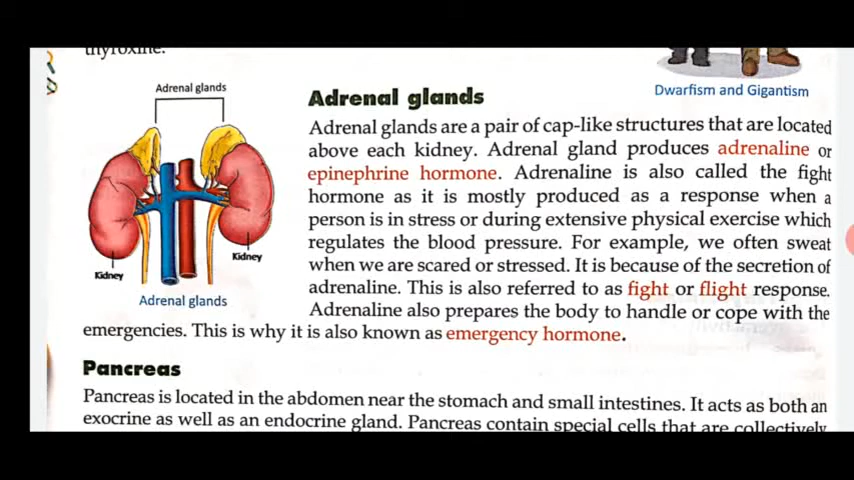 thyroxine.
Dwarfism and Gigantism
Adrenal glands
Adrenal glands
Adrenal glands are a pair of cap-like structures that are located
above each kidney. Adrenal gland produces adrenaline or
epinephrine hormone. Adrenaline is also called the fight
hormone as it is mostly produced as a response when a
person is in stress or during extensive physical exercise which
regulates the blood pressure. For example, we often sweat
when we are scared or stressed. It is because of the secretion of
adrenaline. This is also referred to as fight or flight response.
Adrenaline also prepares the body to handle or cope with the
emergencies. This is why it is also known as emergency hormone.
Kidney
Kidney
Adrenal glands
Pancreas
Pancreas is located in the abdomen near the stomach and small intestines. It acts as both an
exocrine as well as an endocrine gland. Pancreas contain special cells that are collectively